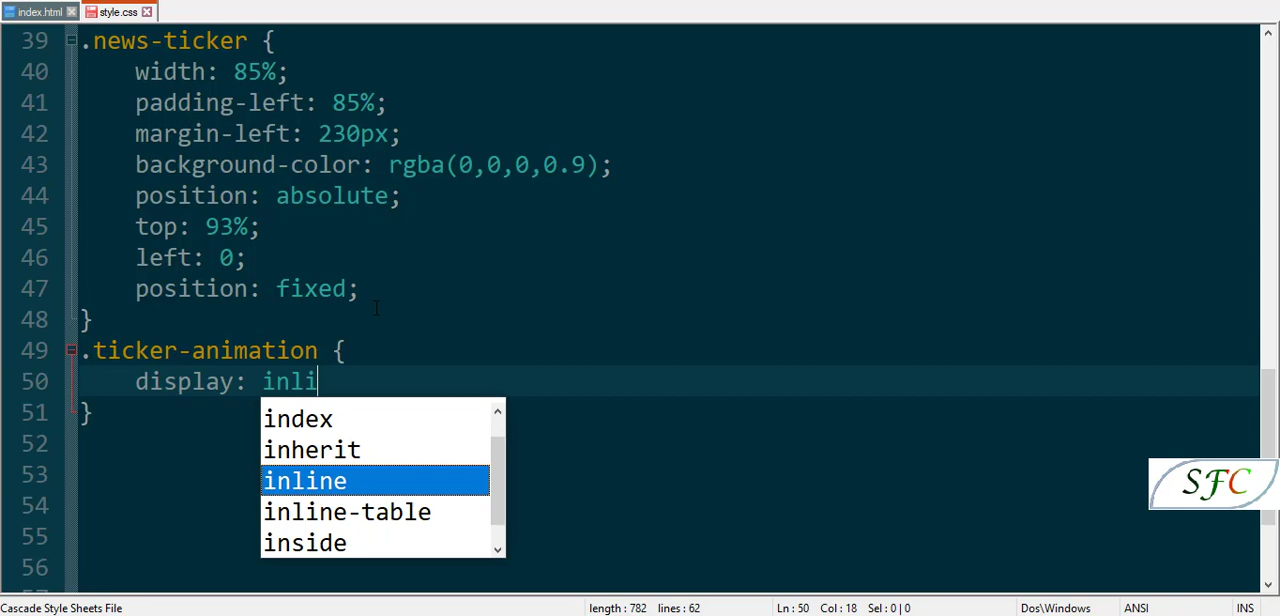 index.html style.css
39 .news-ticker {
40 width: 85%;
41 padding-left: 85%;
42 margin-left: 230px;
43 background-color: rgba(0,0,0,0.9);
44 position: absolute;
45 top: 93%;
46 left: 0;
47 position: fixed;
48 }
49 .ticker-animation {
50 display: inli
51 }
52
53
54
55
56
index
inherit
inline
inline-table
inside
SFC
Cascade Style Sheets File length : 782 lines : 62 Ln : 50 Col : 18 Sel : 0 | 0 Dos\Windows ANSI INS